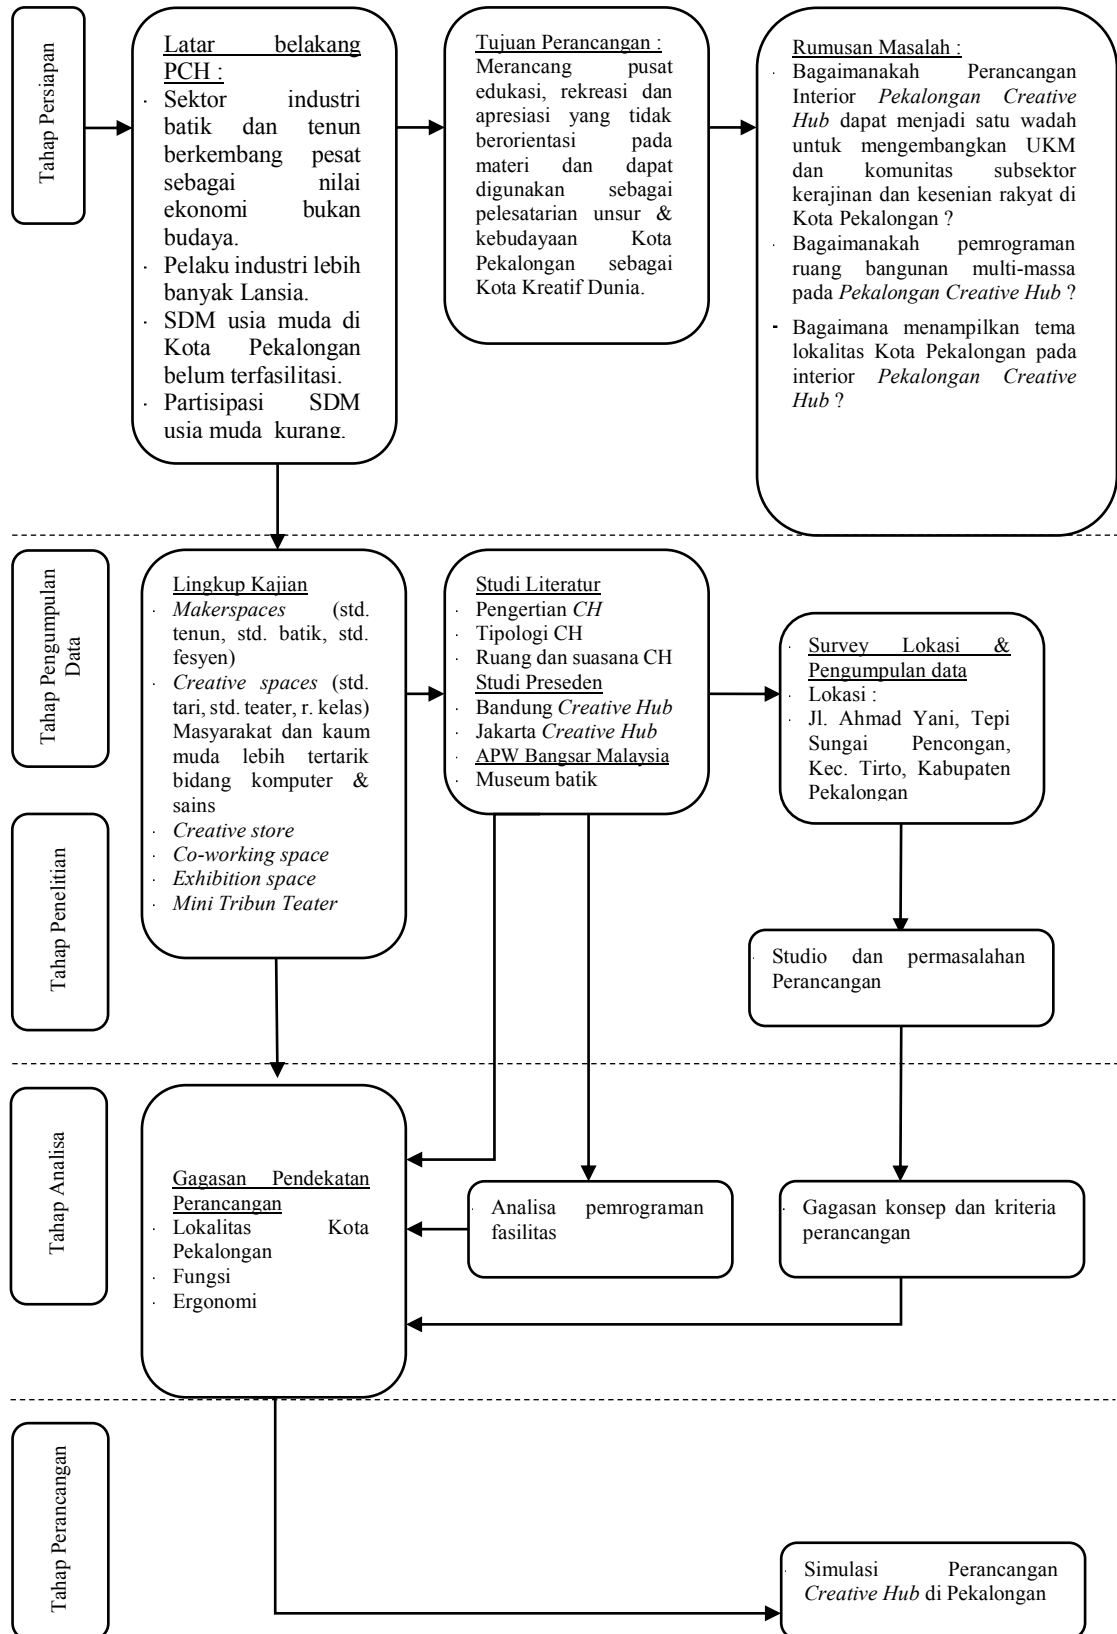 Tahap Persiapan
Latar belakang
PCH :
· Sektor industri
batik dan tenun
berkembang pesat
sebagai nilai
ekonomi bukan
budaya.
· Pelaku industri lebih
banyak Lansia.
· SDM usia muda di
Kota Pekalongan
belum terfasilitasi.
· Partisipasi SDM
usia muda kurang.
Tujuan Perancangan :
Merancang pusat
edukasi, rekreasi dan
apresiasi yang tidak
berorientasi pada
materi dan dapat
digunakan sebagai
pelesatarian unsur &
kebudayaan Kota
Pekalongan sebagai
Kota Kreatif Dunia.
Rumusan Masalah :
· Bagaimanakah Perancangan
Interior Pekalongan Creative
Hub dapat menjadi satu wadah
untuk mengembangkan UKM
dan komunitas subsektor
kerajinan dan kesenian rakyat di
Kota Pekalongan ?
· Bagaimanakah pemrograman
ruang bangunan multi-massa
pada Pekalongan Creative Hub ?
- Bagaimana menampilkan tema
lokalitas Kota Pekalongan pada
interior Pekalongan Creative
Hub ?
Tahap Pengumpulan
Data
Lingkup Kajian
· Makerspaces (std.
tenun, std. batik, std.
fesyen)
· Creative spaces (std.
tari, std. teater, r. kelas)
Masyarakat dan kaum
muda lebih tertarik
bidang komputer &
sains
· Creative store
· Co-working space
· Exhibition space
· Mini Tribun Teater
Studi Literatur
· Pengertian CH
· Tipologi CH
· Ruang dan suasana CH
Studi Preseden
· Bandung Creative Hub
· Jakarta Creative Hub
· APW Bangsar Malaysia
· Museum batik
· Survey Lokasi &
Pengumpulan data
· Lokasi :
· Jl. Ahmad Yani, Tepi
Sungai Pencongan,
Kec. Tirto, Kabupaten
Pekalongan
Tahap Penelitian
· Studio dan permasalahan
Perancangan
Tahap Analisa
Gagasan Pendekatan
Perancangan
· Lokalitas Kota
Pekalongan
· Fungsi
· Ergonomi
· Analisa pemrograman
fasilitas
· Gagasan konsep dan kriteria
perancangan
Tahap Perancangan
· Simulasi Perancangan
Creative Hub di Pekalongan